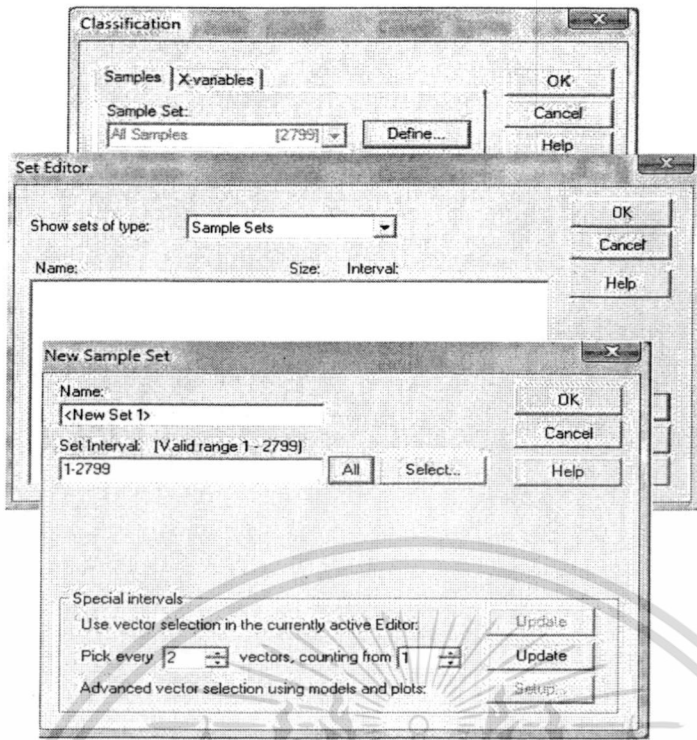 Classification
Samples X-variables
OK
Sample Set:
Cancel
All Samples [2799] Define...
Help
Set Editor
OK
Show sets of type: Sample Sets
Cancel
Name: Size: Interval:
Help
New Sample Set
Name:
OK
<New Set 1>
Cancel
Set Interval: [Valid range 1 - 2799]
1-2799 All Select... Help
Special intervals
Use vector selection in the currently active Editor: Update
Pick every 2 vectors, counting from 1 Update
Advanced vector selection using models and plots: Setup...